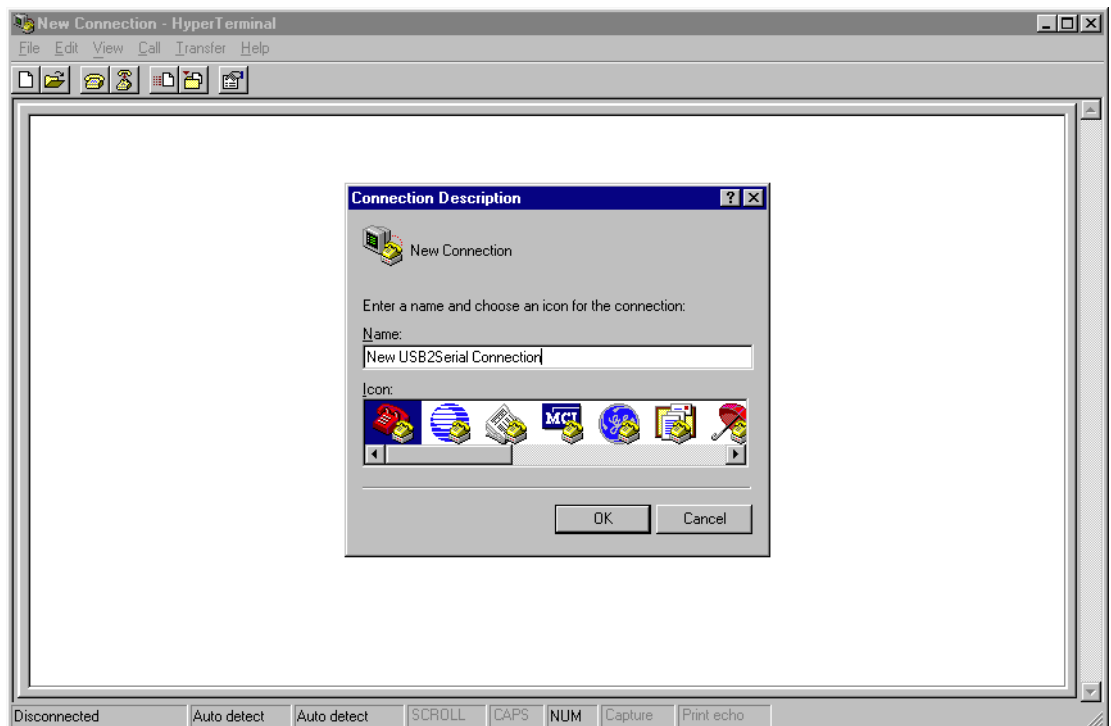 New Connection - HyperTerminal
File Edit View Call Transfer Help
Connection Description
New Connection
Enter a name and choose an icon for the connection:
Name:
New USB2Serial Connection
Icon:
MCI
OK Cancel
Disconnected Auto detect Auto detect SCROLL CAPS NUM Capture Print echo